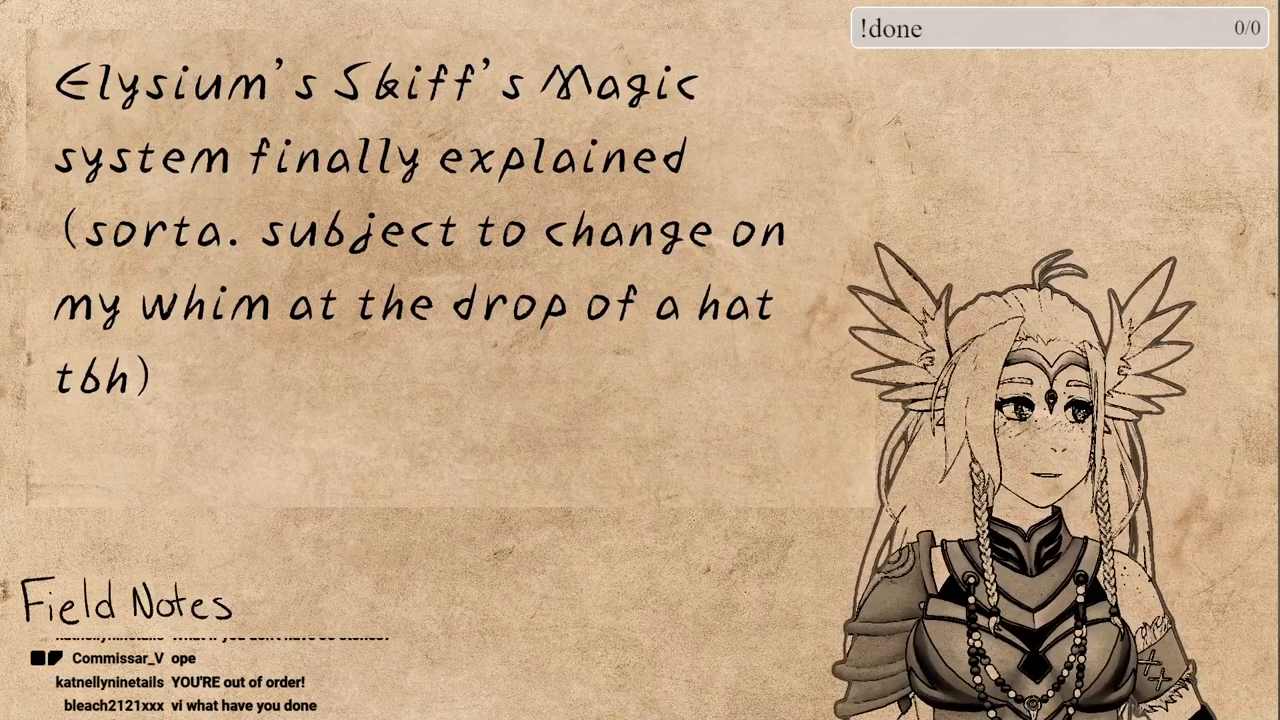 !done 0/0
Elysium's Skiff's Magic
system finally explained
(sorta. subject to change on
my whim at the drop of a hat
tbh)
Field Notes
katnellyninetails
Commissar_V ope
katnellyninetails YOU'RE out of order!
bleach2121xxx vi what have you done